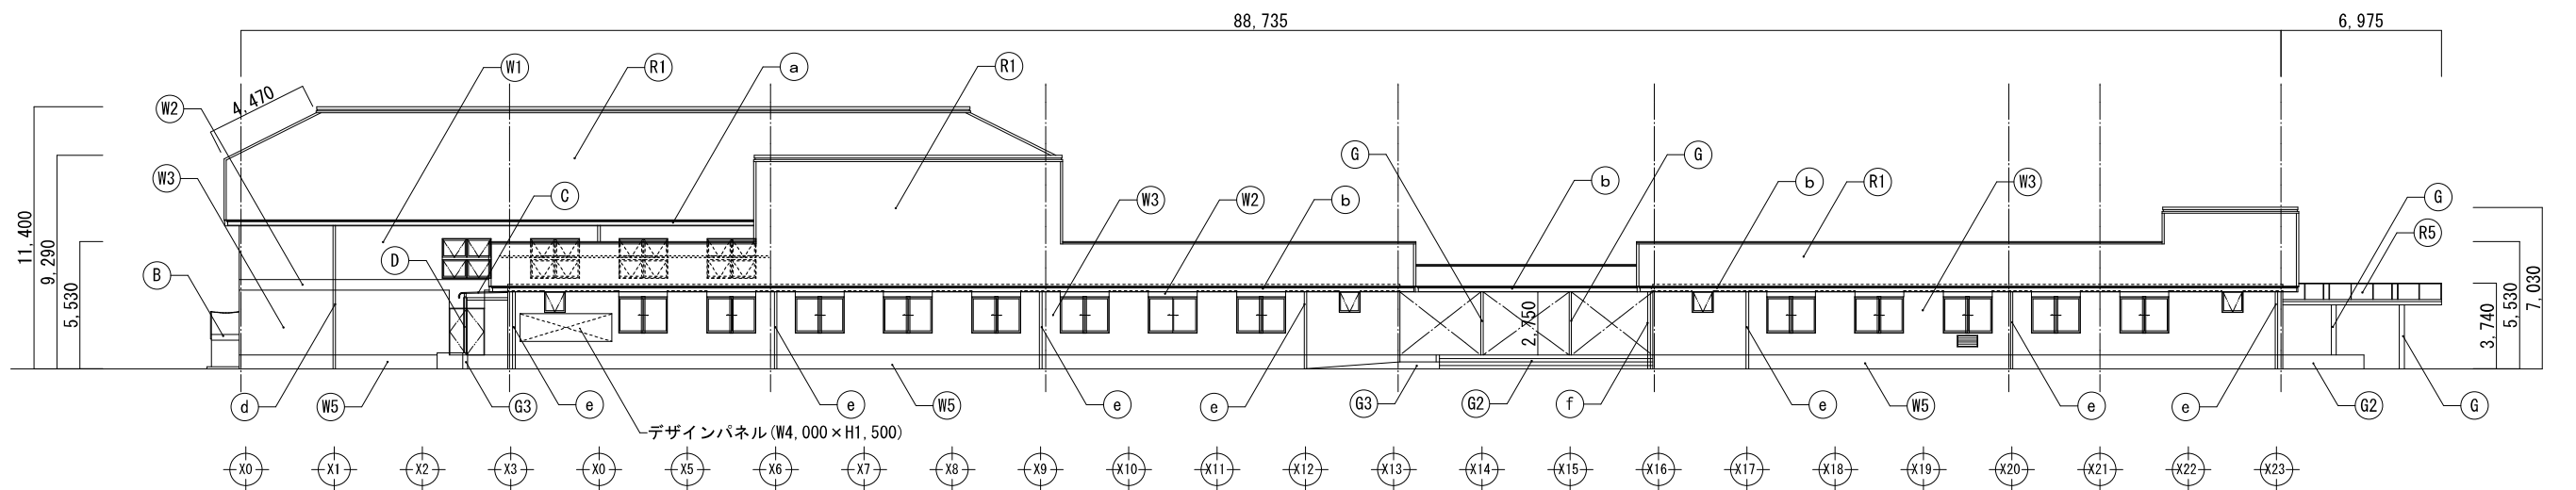 88,735
6,975
W1
R1
a
R1
W2
4,470
W3
C
G
G
b
b
R1
W3
G
R5
D
B
W3
W2
b
11,400
9,290
5,530
2,750
3,740
5,530
7,030
d
W5
G3
e
e
W5
e
e
G3
G2
f
e
W5
e
e
G2
G
デザインパネル(W4,000×H1,500)
X0
X1
X2
X3
X0
X5
X6
X7
X8
X9
X10
X11
X12
X13
X14
X15
X16
X17
X18
X19
X20
X21
X22
X23